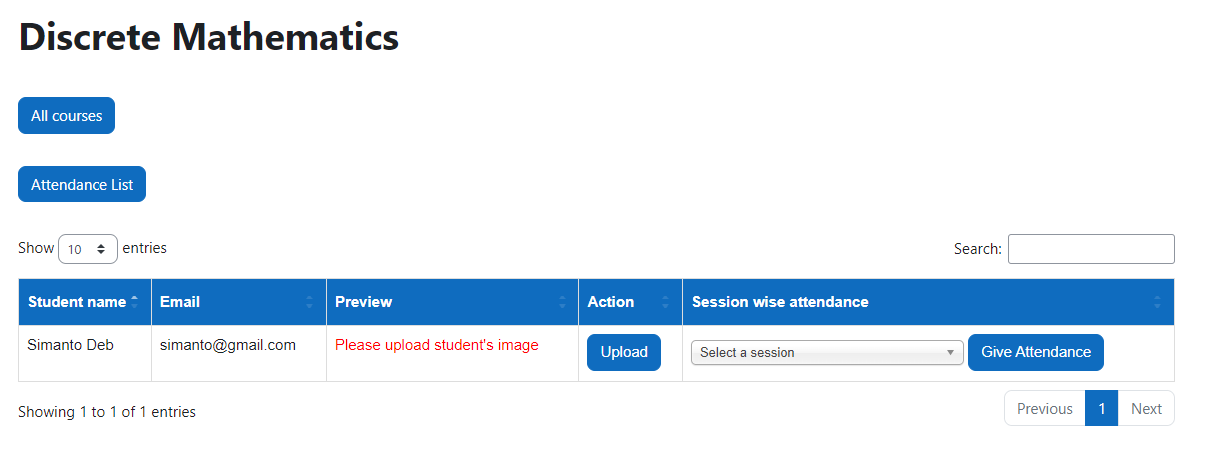 Discrete Mathematics
All courses
Attendance List
Show 10 entries Search:
Student name Email Preview Action Session wise attendance
Simanto Deb simanto@gmail.com Please upload student's image Upload Select a session Give Attendance
Showing 1 to 1 of 1 entries Previous 1 Next